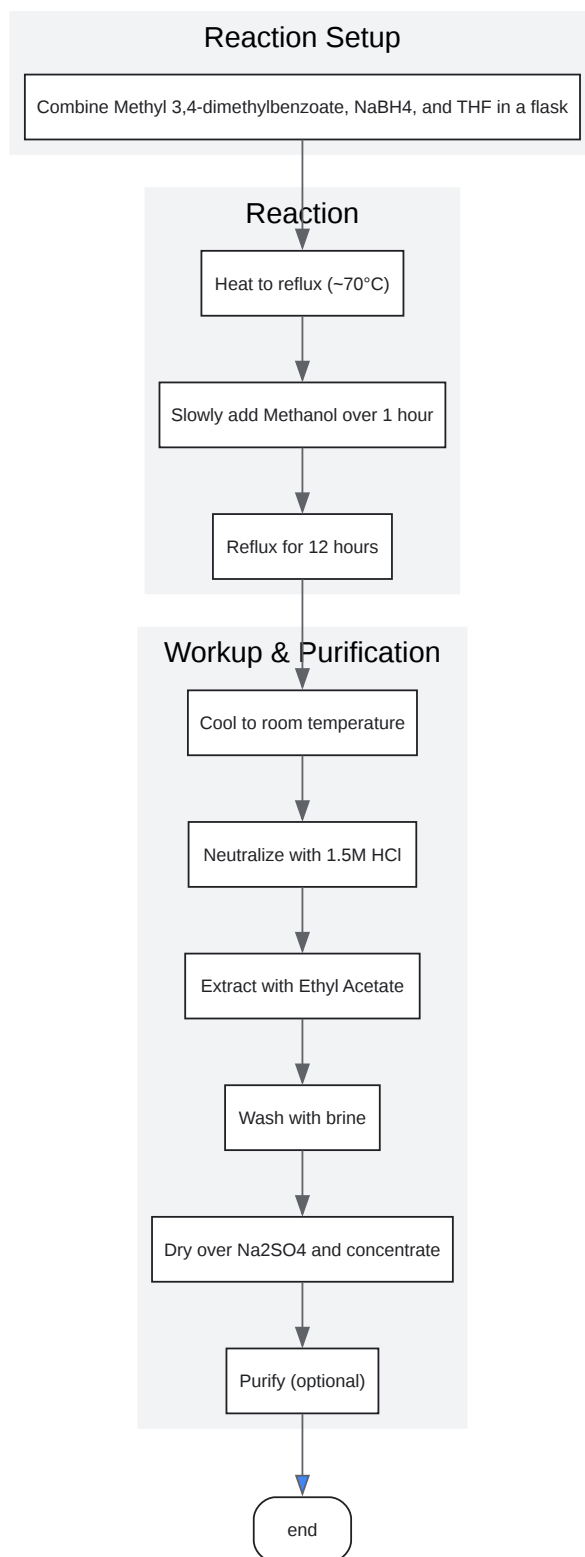 Reaction Setup
Combine Methyl 3,4-dimethylbenzoate, NaBH4, and THF in a flask
Reaction
Heat to reflux (~70°C)
Slowly add Methanol over 1 hour
Reflux for 12 hours
Workup & Purification
Cool to room temperature
Neutralize with 1.5M HCl
Extract with Ethyl Acetate
Wash with brine
Dry over Na2SO4 and concentrate
Purify (optional)
end